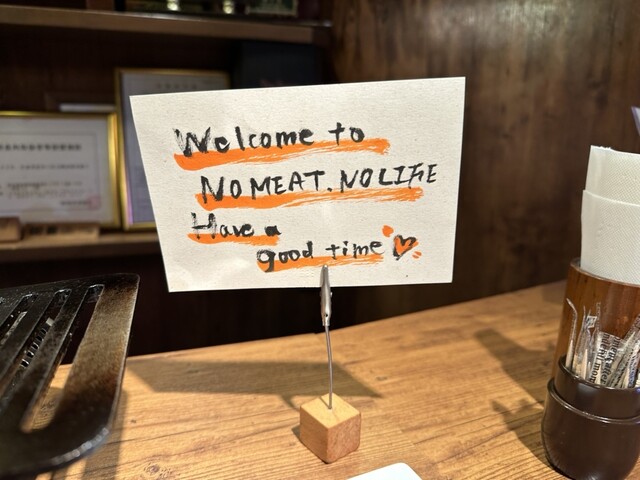 Welcome to
NO MEAT. NO LIFE
Have a
good time